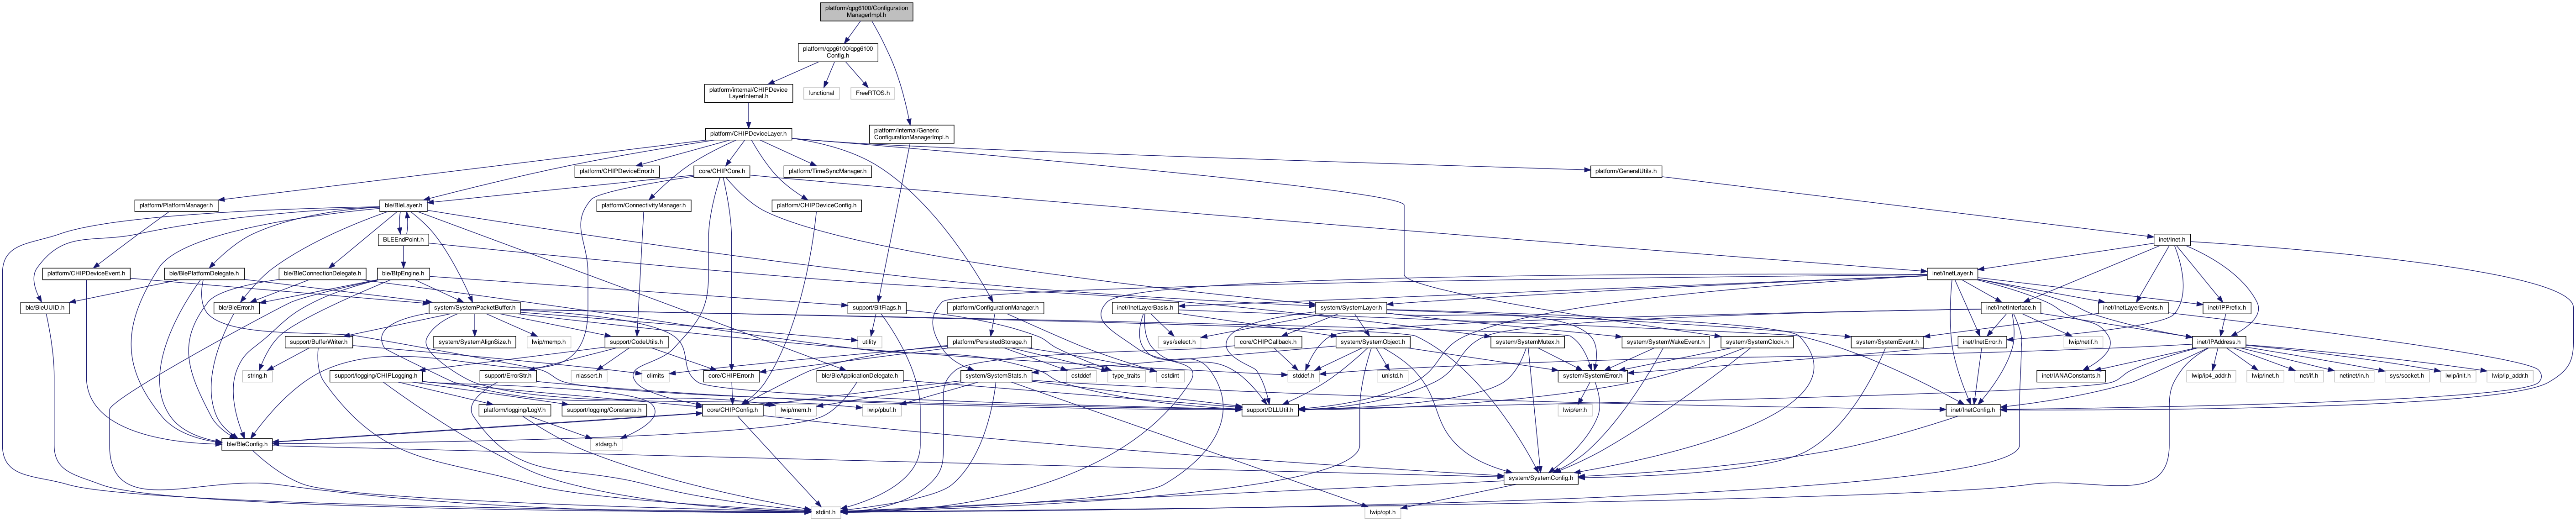 platform/qpg6100/Configuration
ManagerImpl.h
platform/qpg6100/qpg6100
Config.h
platform/internal/CHIPDevice
LayerInternal.h
functional
FreeRTOS.h
platform/CHIPDeviceLayer.h
platform/internal/Generic
ConfigurationManagerImpl.h
platform/CHIPDeviceError.h
core/CHIPCore.h
platform/TimeSyncManager.h
platform/GeneralUtils.h
platform/PlatformManager.h
ble/BleLayer.h
platform/ConnectivityManager.h
platform/CHIPDeviceConfig.h
BLEEndPoint.h
inet/Inet.h
platform/CHIPDeviceEvent.h
ble/BlePlatformDelegate.h
ble/BleConnectionDelegate.h
ble/BtpEngine.h
inet/InetLayer.h
ble/BleUUID.h
ble/BleError.h
system/SystemPacketBuffer.h
support/BitFlags.h
platform/ConfigurationManager.h
inet/InetLayerBasis.h
system/SystemLayer.h
inet/InetInterface.h
inet/InetLayerEvents.h
inet/IPPrefix.h
support/BufferWriter.h
system/SystemAlignSize.h
lwip/memp.h
support/CodeUtils.h
utility
platform/PersistedStorage.h
sys/select.h
core/CHIPCallback.h
system/SystemObject.h
system/SystemMutex.h
system/SystemWakeEvent.h
system/SystemClock.h
system/SystemEvent.h
inet/InetError.h
lwip/netif.h
inet/IPAddress.h
string.h
support/logging/CHIPLogging.h
support/ErrorStr.h
nlassert.h
climits
core/CHIPError.h
ble/BleApplicationDelegate.h
system/SystemStats.h
cstddef
type_traits
cstdint
stddef.h
unistd.h
system/SystemError.h
inet/IANAConstants.h
lwip/ip4_addr.h
lwip/inet.h
net/if.h
netinet/in.h
sys/socket.h
lwip/init.h
lwip/ip_addr.h
platform/logging/LogV.h
support/logging/Constants.h
core/CHIPConfig.h
lwip/mem.h
lwip/pbuf.h
support/DLLUtil.h
lwip/err.h
inet/InetConfig.h
ble/BleConfig.h
stdarg.h
system/SystemConfig.h
stdint.h
lwip/opt.h